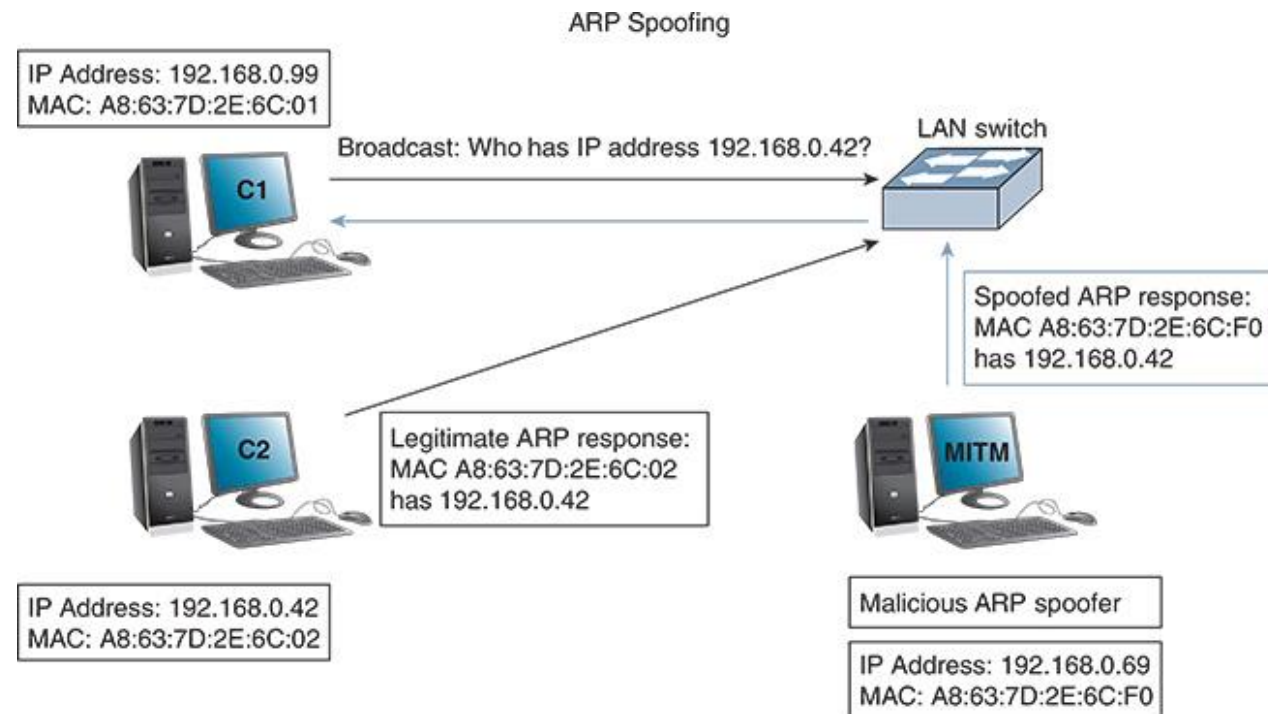 ARP Spoofing
IP Address: 192.168.0.99
MAC: A8:63:7D:2E:6C:01
C1
Broadcast: Who has IP address 192.168.0.42?
LAN switch
Spoofed ARP response:
MAC A8:63:7D:2E:6C:F0
has 192.168.0.42
C2
Legitimate ARP response:
MAC A8:63:7D:2E:6C:02
has 192.168.0.42
MITM
IP Address: 192.168.0.42
MAC: A8:63:7D:2E:6C:02
Malicious ARP spoofer
IP Address: 192.168.0.69
MAC: A8:63:7D:2E:6C:F0